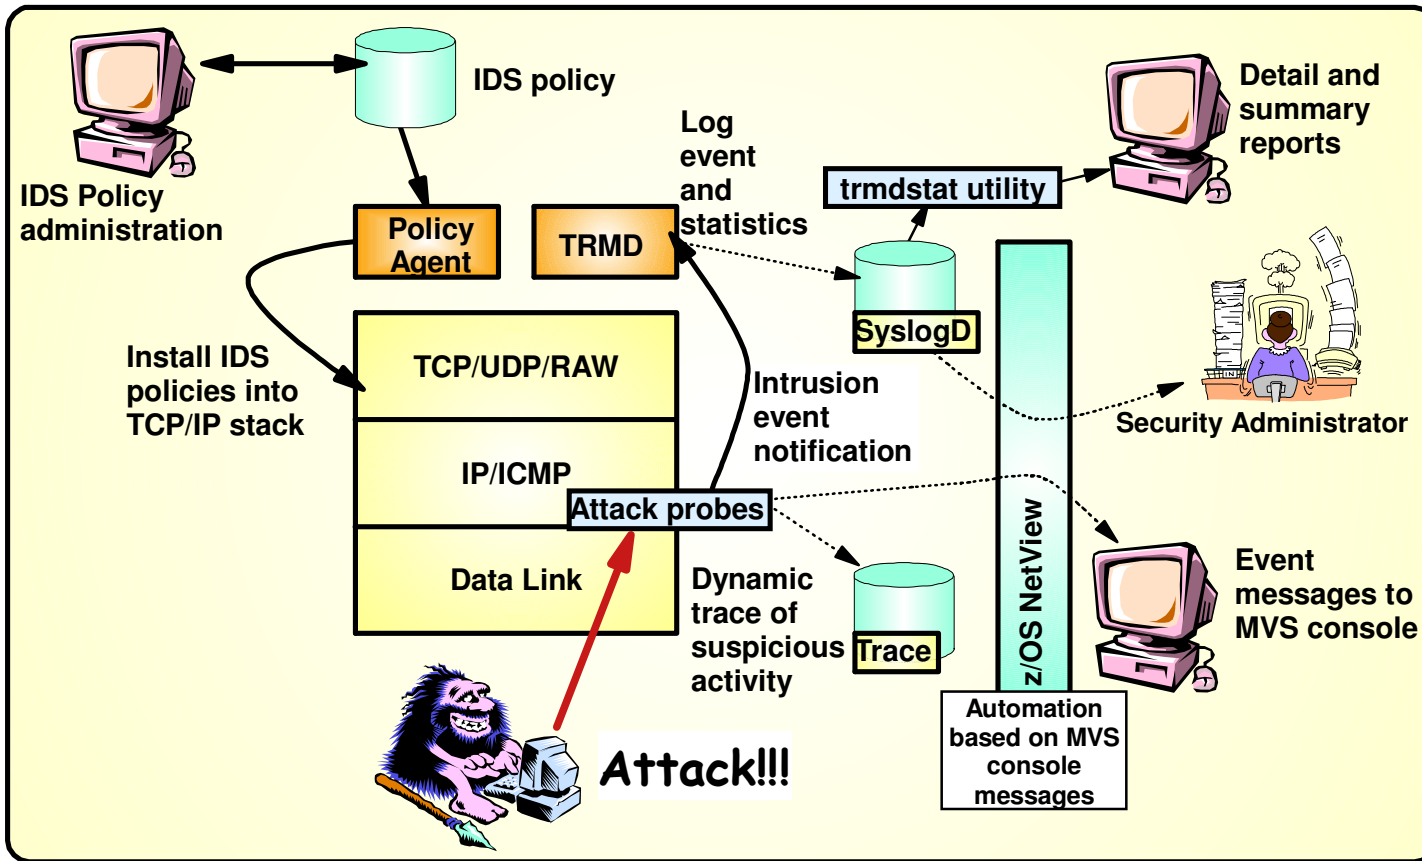 IDS policy
IDS Policy
administration
Policy
Agent
TRMD
Log
event
and
statistics
trmdstat utility
Detail and
summary
reports
SyslogD
Install IDS
policies into
TCP/IP stack
TCP/UDP/RAW
IP/ICMP
Data Link
Attack probes
Intrusion
event
notification
Security Administrator
IN
Dynamic
trace of
suspicious
activity
Trace
z/OS NetView
Event
messages to
MVS console
Automation
based on MVS
console
messages
Attack!!!